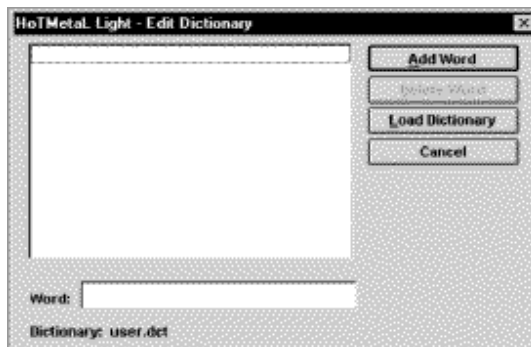 HoTMetaL Light - Edit Dictionary
Add Word
Delete Word
Load Dictionary
Cancel
Word:
Dictionary: user.dct